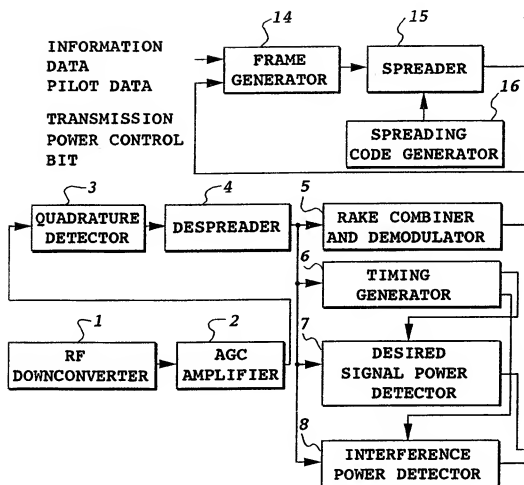 14
15
INFORMATION
DATA
PILOT DATA
FRAME
GENERATOR
SPREADER
16
TRANSMISSION
POWER CONTROL
BIT
SPREADING
CODE GENERATOR
3
4
5
QUADRATURE
DETECTOR
DESPREADER
RAKE COMBINER
AND DEMODULATOR
6
TIMING
GENERATOR
1
2
7
RF
DOWNCONVERTER
AGC
AMPLIFIER
DESIRED
SIGNAL POWER
DETECTOR
8
INTERFERENCE
POWER DETECTOR